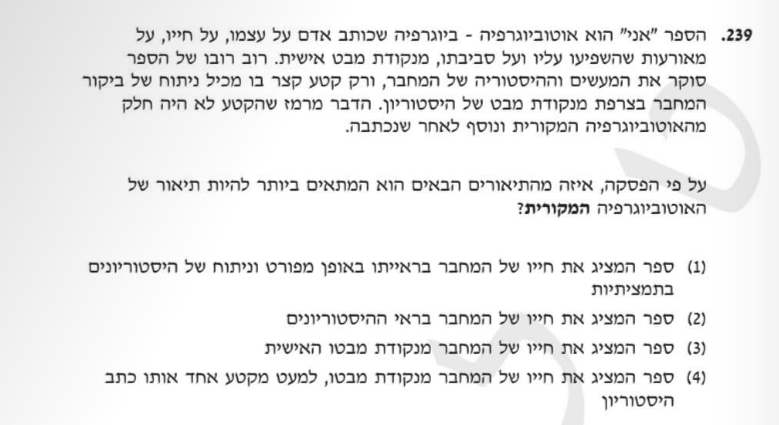 239. הספר "אני" הוא אוטוביוגרפיה - ביוגרפיה שכותב אדם על עצמו, על חייו, על
מאורעות שהשפיעו עליו ועל סביבתו, מנקודת מבט אישית. רוב רובו של הספר
סוקר את המעשים וההיסטוריה של המחבר, ורק קטע קצר בו מכיל ניתוח של ביקור
המחבר בצרפת מנקודת מבט של היסטוריון. הדבר מרמז שהקטע לא היה חלק
מהאוטוביוגרפיה המקורית ונוסף לאחר שנכתבה.
על פי הפסקה, איזה מהתיאורים הבאים הוא המתאים ביותר להיות תיאור של
האוטוביוגרפיה המקורית?
(1) ספר המציג את חייו של המחבר בראייתו באופן מפורט וניתוח של היסטוריונים
בתמציתיות
(2) ספר המציג את חייו של המחבר בראי ההיסטוריונים
(3) ספר המציג את חייו של המחבר מנקודת מבטו האישית
(4) ספר המציג את חייו של המחבר מנקודת מבטו, למעט מקטע אחד אותו כתב
היסטוריון